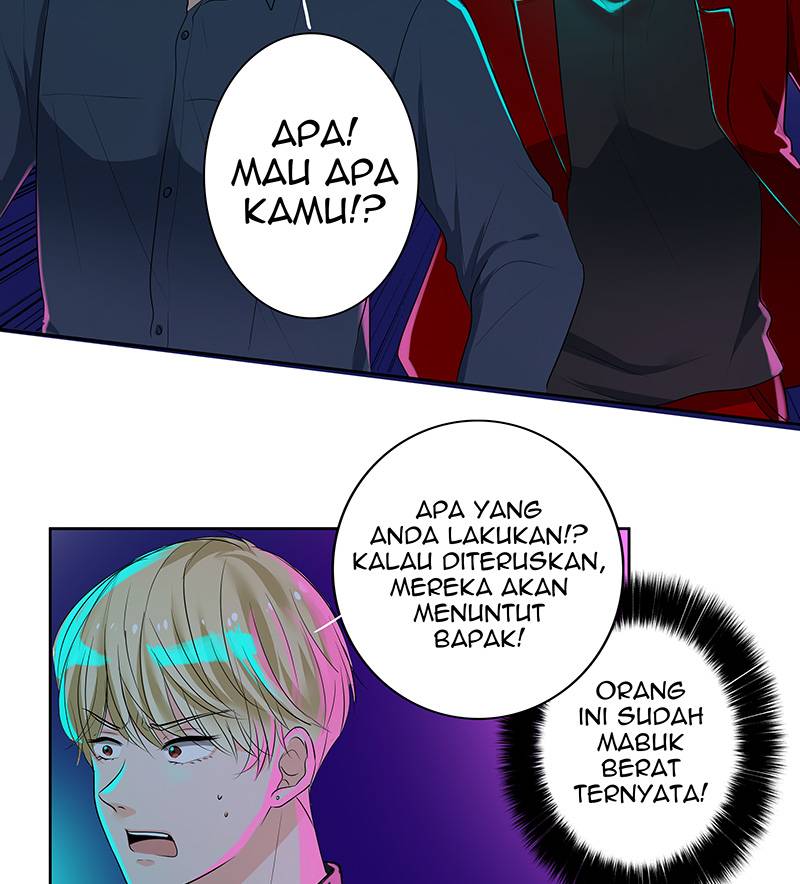 APA!
MAU APA
KAMU!?
APA YANG
ANDA LAKUKAN!?
KALAU DITERUSKAN,
MEREKA AKAN
MENUNTUT
BAPAK!
ORANG
INI SUDAH
MABUK
BERAT
TERNYATA!